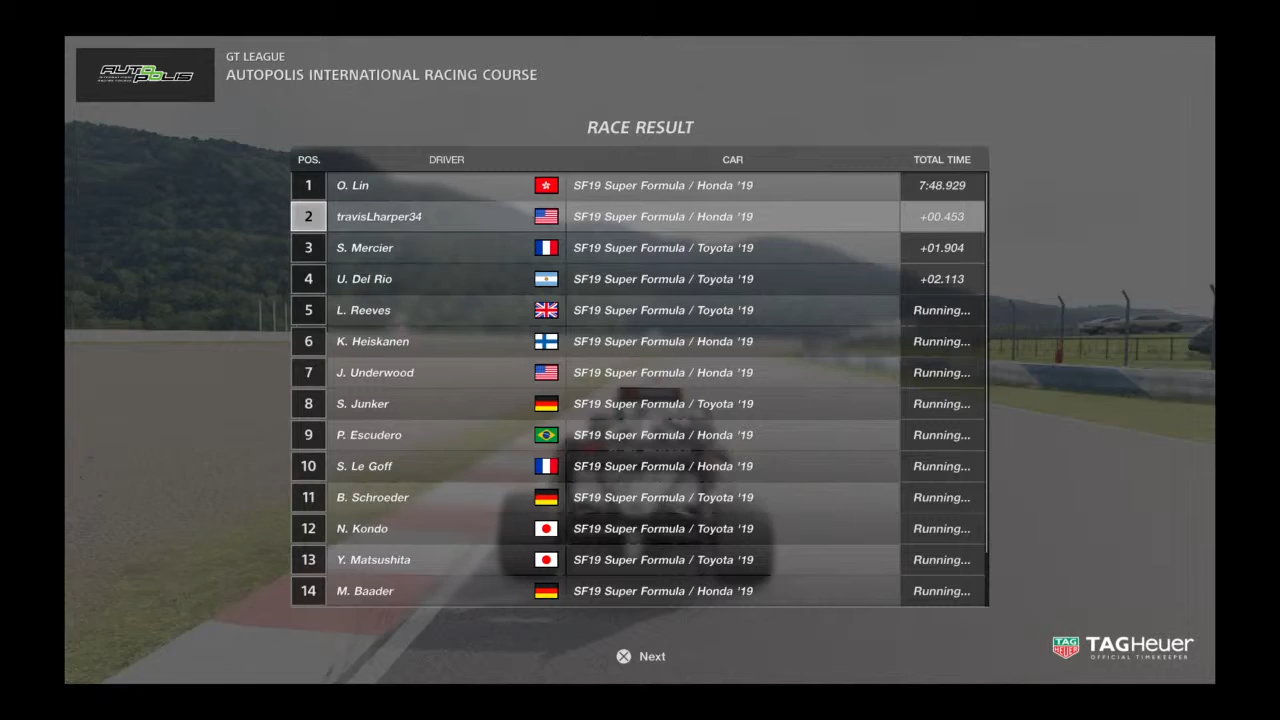 GT LEAGUE
AUTOPOLIS INTERNATIONAL RACING COURSE
AUTOPOLIS
RACE RESULT
POS. DRIVER CAR TOTAL TIME
1 O. Lin SF19 Super Formula / Honda '19 7:48.929
2 travisLharper34 SF19 Super Formula / Honda '19 +00.453
3 S. Mercier SF19 Super Formula / Toyota '19 +01.904
4 U. Del Rio SF19 Super Formula / Toyota '19 +02.113
5 L. Reeves SF19 Super Formula / Toyota '19 Running...
6 K. Heiskanen SF19 Super Formula / Honda '19 Running...
7 J. Underwood SF19 Super Formula / Honda '19 Running...
8 S. Junker SF19 Super Formula / Toyota '19 Running...
9 P. Escudero SF19 Super Formula / Honda '19 Running...
10 S. Le Goff SF19 Super Formula / Honda '19 Running...
11 B. Schroeder SF19 Super Formula / Toyota '19 Running...
12 N. Kondo SF19 Super Formula / Toyota '19 Running...
13 Y. Matsushita SF19 Super Formula / Toyota '19 Running...
14 M. Baader SF19 Super Formula / Honda '19 Running...
Next
TAG HEUER TAGHeuer
OFFICIAL TIMEKEEPER